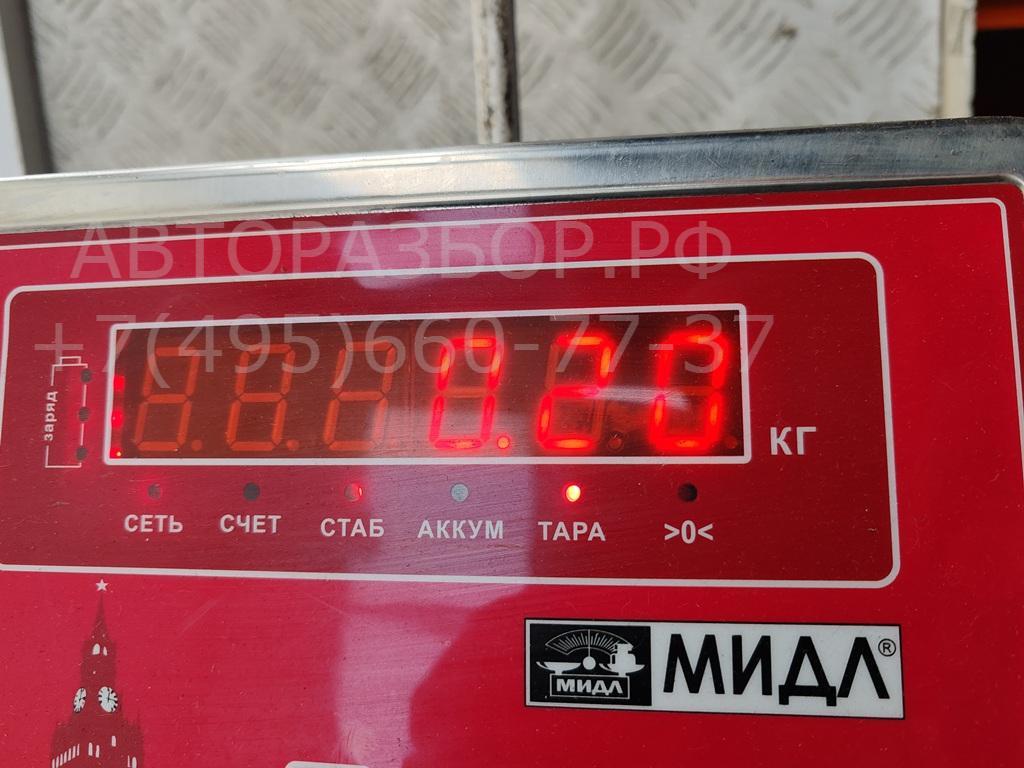 АВТОРАЗБОР.РФ
+7(495)660-77-37
заряд
0.20 КГ
СЕТЬ СЧЕТ СТАБ АККУМ ТАРА >0<
МИДЛ МИДЛ®